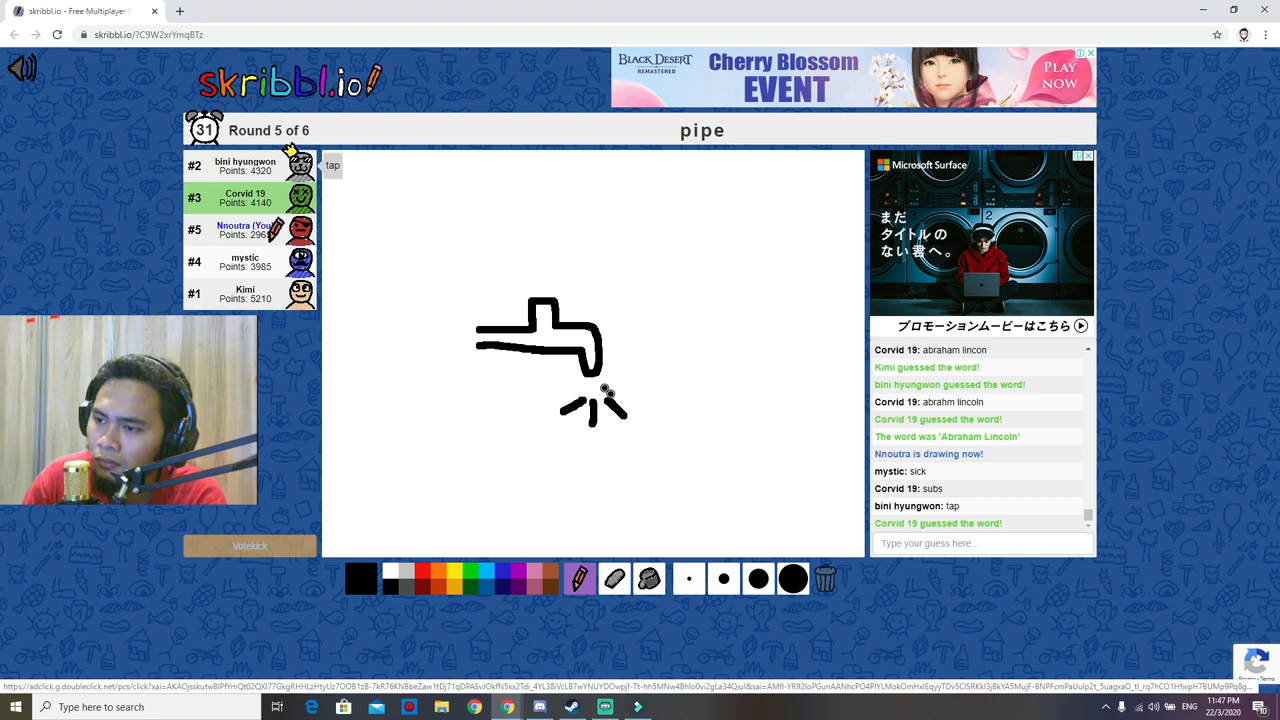 skribbl.io - Free Multiplayer
skribbl.io/?C9W2xrYmqBTz
skribbl.io
BLACK DESERT
REMASTERED
Cherry Blossom
EVENT
PLAY
NOW
31
Round 5 of 6
pipe
#2
bini hyungwon
Points: 4320
tap
#3
Corvid 19
Points: 4140
#5
Nnoutra (You
Points: 296
#4
mystic
Points: 3985
#1
Kimi
Points: 5210
Votekick
Microsoft Surface
まだ
タイトルの
ない君へ。
2
プロモーションムービーはこちら
Corvid 19: abraham lincon
Kimi guessed the word!
bini hyungwon guessed the word!
Corvid 19: abrahm lincoln
Corvid 19 guessed the word!
The word was 'Abraham Lincoln'
Nnoutra is drawing now!
mystic: sick
Corvid 19: subs
bini hyungwon: tap
Corvid 19 guessed the word!
Type your guess here...
Type here to search
ENG
11:47 PM
22/3/2020